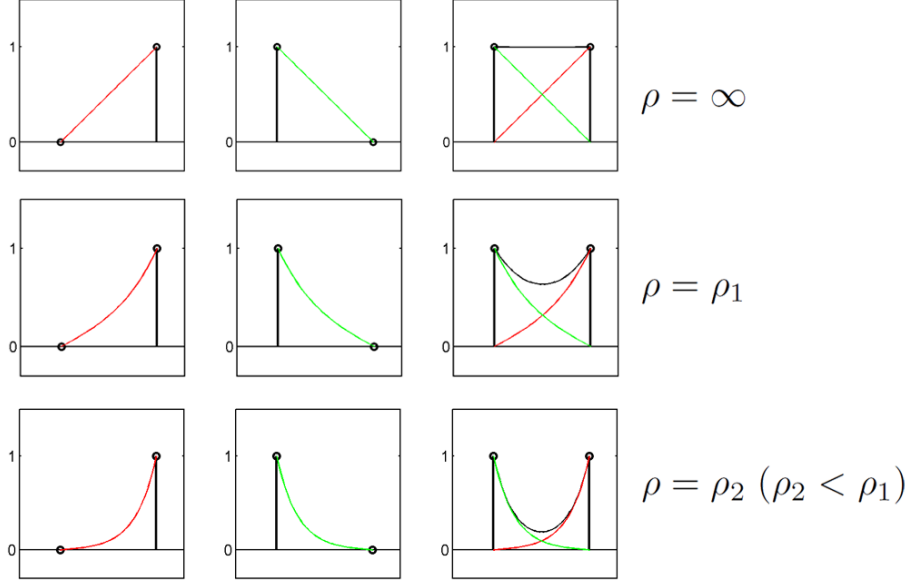 1 1 1 ρ = ∞
0 0 0
1 1 1 ρ = ρ₁
0 0 0
1 1 1 ρ = ρ₂ (ρ₂ < ρ₁)
0 0 0